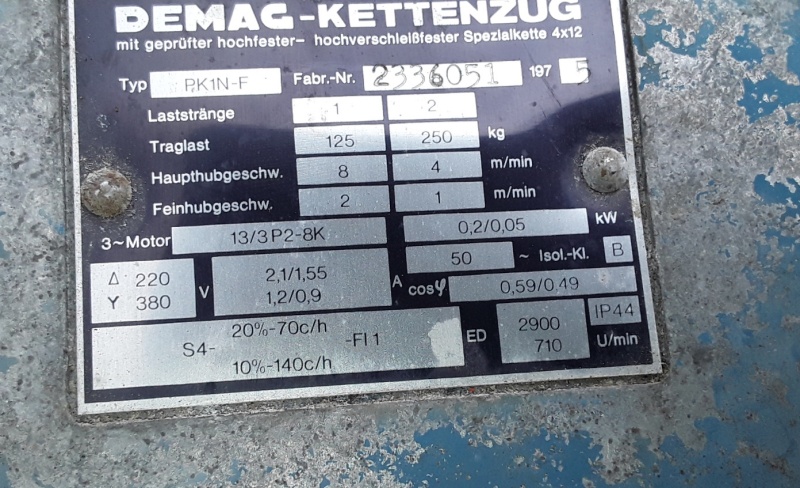 DEMAG-KETTENZUG
mit geprüfter hochfester- hochverschleißfester Spezialkette 4x12
Typ PK1N-F Fabr.-Nr. 2336051 197 5
Laststränge 1 2
Traglast 125 250 kg
Haupthubgeschw. 8 4 m/min
Feinhubgeschw. 2 1 m/min
3~Motor 13/3 P2-8K 0,2/0,05 kW
50 ~ Isol.-Kl. B
Δ 220 V 2,1/1,55 A cosφ 0,59/0,49
Y 380 1,2/0,9
S4- 20%-70c/h -FI 1 ED 2900 IP44
10%-140c/h 710 U/min